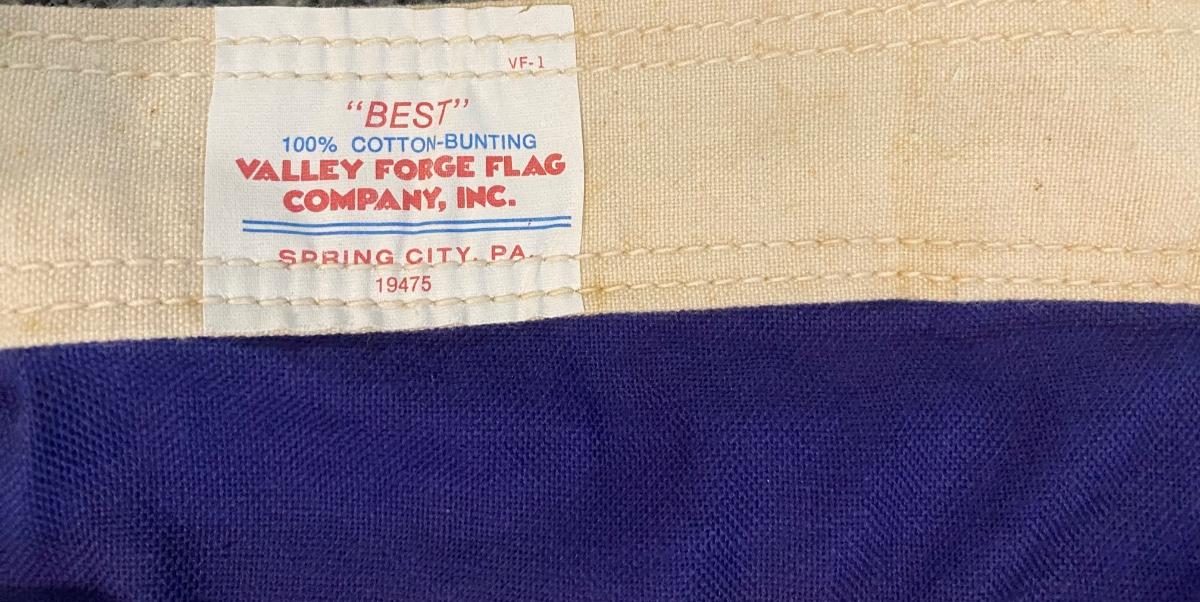 VF-1
“BEST”
100% COTTON-BUNTING
VALLEY FORGE FLAG
COMPANY, INC.
SPRING CITY, PA.
19475